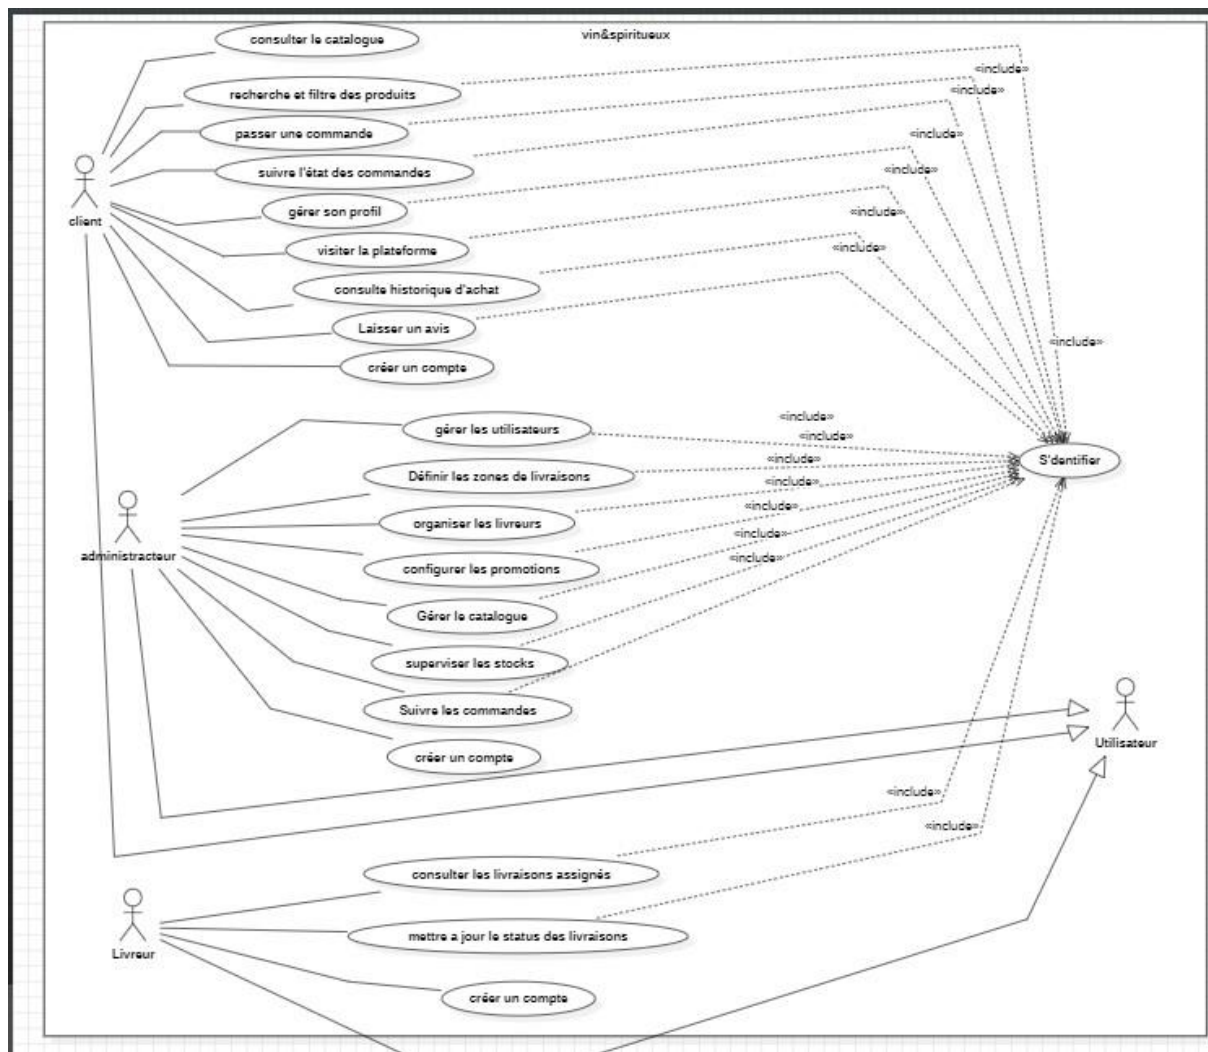 vin&spiritueux
consulter le catalogue
«include»
recherche et filtre des produits
«include»
passer une commande
«include»
suivre l'état des commandes
«include»
client
gérer son profil
«include»
visiter la plateforme
«include»
consulte historique d'achat
Laisser un avis
«include»
créer un compte
«include»
gérer les utilisateurs
«include»
S'dentifier
«include»
Définir les zones de livraisons
«include»
administracteur
organiser les livreurs
«include»
configurer les promotions
«include»
Gérer le catalogue
«include»
superviser les stocks
Suivre les commandes
Utilisateur
créer un compte
«include»
«include»
consulter les livraisons assignés
Livreur
mettre a jour le status des livraisons
créer un compte